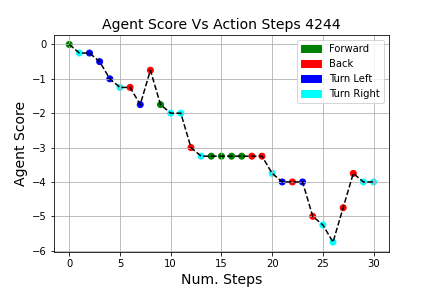 Agent Score Vs Action Steps 4244
Agent Score
0
−1
−2
−3
−4
−5
−6
Forward
Back
Turn Left
Turn Right
0 5 10 15 20 25 30
Num. Steps